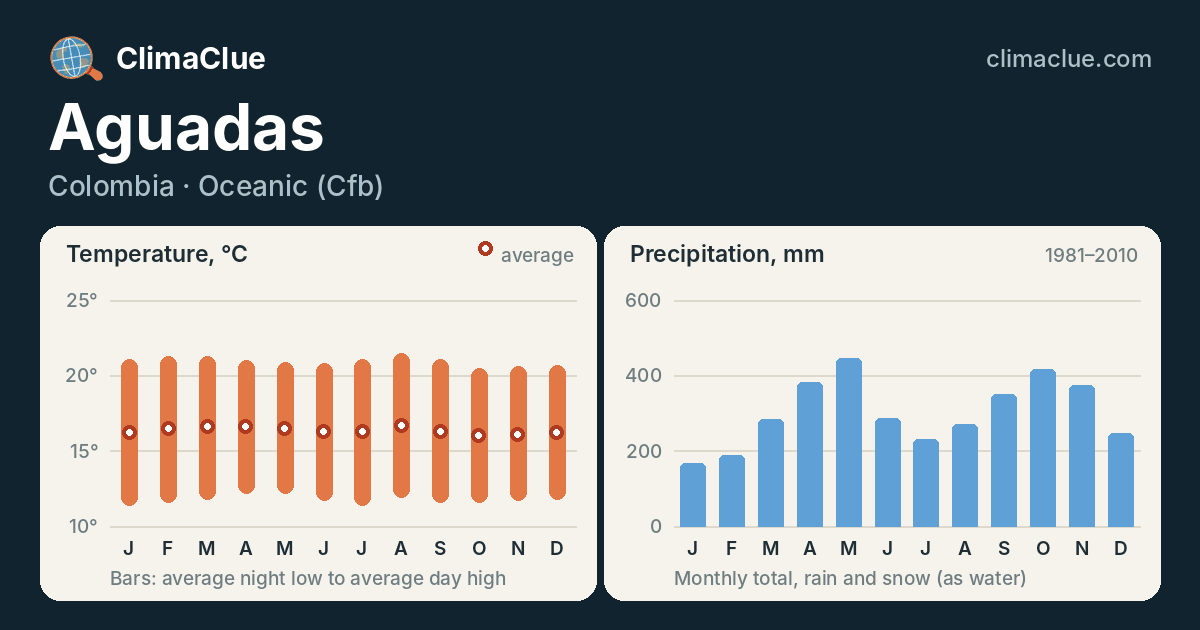 ClimaClue
climaclue.com
Aguadas
Colombia · Oceanic (Cfb)
Temperature, °C
average
25°
20°
15°
10°
J F M A M J J A S O N D
Bars: average night low to average day high
Precipitation, mm
1981–2010
600
400
200
0
J F M A M J J A S O N D
Monthly total, rain and snow (as water)